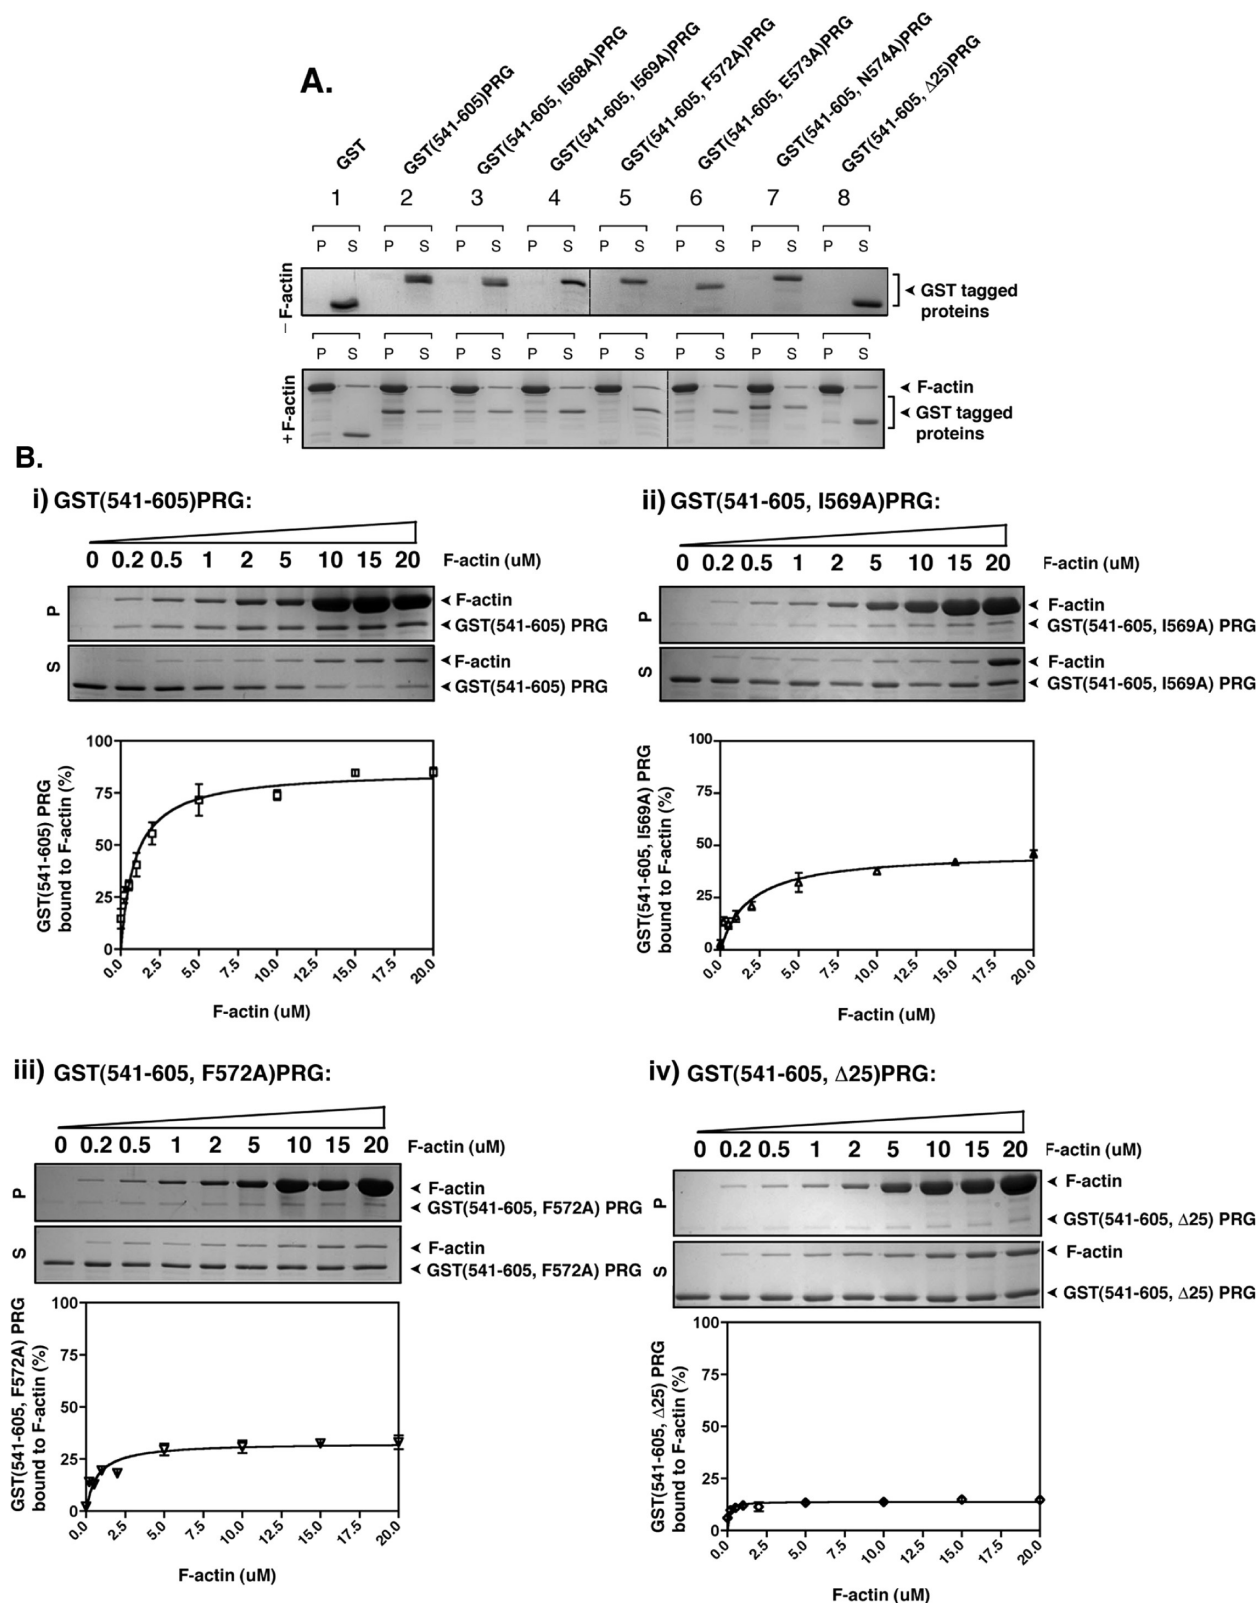 A.
GST
GST(541-605)PRG
GST(541-605, I568A)PRG
GST(541-605, I569A)PRG
GST(541-605, F572A)PRG
GST(541-605, E573A)PRG
GST(541-605, N574A)PRG
GST(541-605, Δ25)PRG
1 2 3 4 5 6 7 8
P S P S P S P S P S P S P S P S
– F-actin
GST tagged
proteins
P S P S P S P S P S P S P S P S
+ F-actin
F-actin
GST tagged
proteins
B.
i) GST(541-605)PRG:
0 0.2 0.5 1 2 5 10 15 20 F-actin (uM)
P
F-actin
GST(541-605) PRG
S
F-actin
GST(541-605) PRG
GST(541-605) PRG
bound to F-actin (%)
100
75
50
25
0
0.0 2.5 5.0 7.5 10.0 12.5 15.0 17.5 20.0
F-actin (uM)
ii) GST(541-605, I569A)PRG:
0 0.2 0.5 1 2 5 10 15 20 F-actin (uM)
P
F-actin
GST(541-605, I569A) PRG
S
F-actin
GST(541-605, I569A) PRG
GST(541-605, I569A) PRG
bound to F-actin (%)
100
75
50
25
0
0.0 2.5 5.0 7.5 10.0 12.5 15.0 17.5 20.0
F-actin (uM)
iii) GST(541-605, F572A)PRG:
0 0.2 0.5 1 2 5 10 15 20 F-actin (uM)
P
F-actin
GST(541-605, F572A) PRG
S
F-actin
GST(541-605, F572A) PRG
GST(541-605, F572A) PRG
bound to F-actin (%)
100
75
50
25
0
0.0 2.5 5.0 7.5 10.0 12.5 15.0 17.5 20.0
F-actin (uM)
iv) GST(541-605, Δ25)PRG:
0 0.2 0.5 1 2 5 10 15 20 F-actin (uM)
P
F-actin
GST(541-605, Δ25) PRG
S
F-actin
GST(541-605, Δ25) PRG
GST(541-605, Δ25) PRG
bound to F-actin (%)
100
75
50
25
0
0.0 2.5 5.0 7.5 10.0 12.5 15.0 17.5 20.0
F-actin (uM)